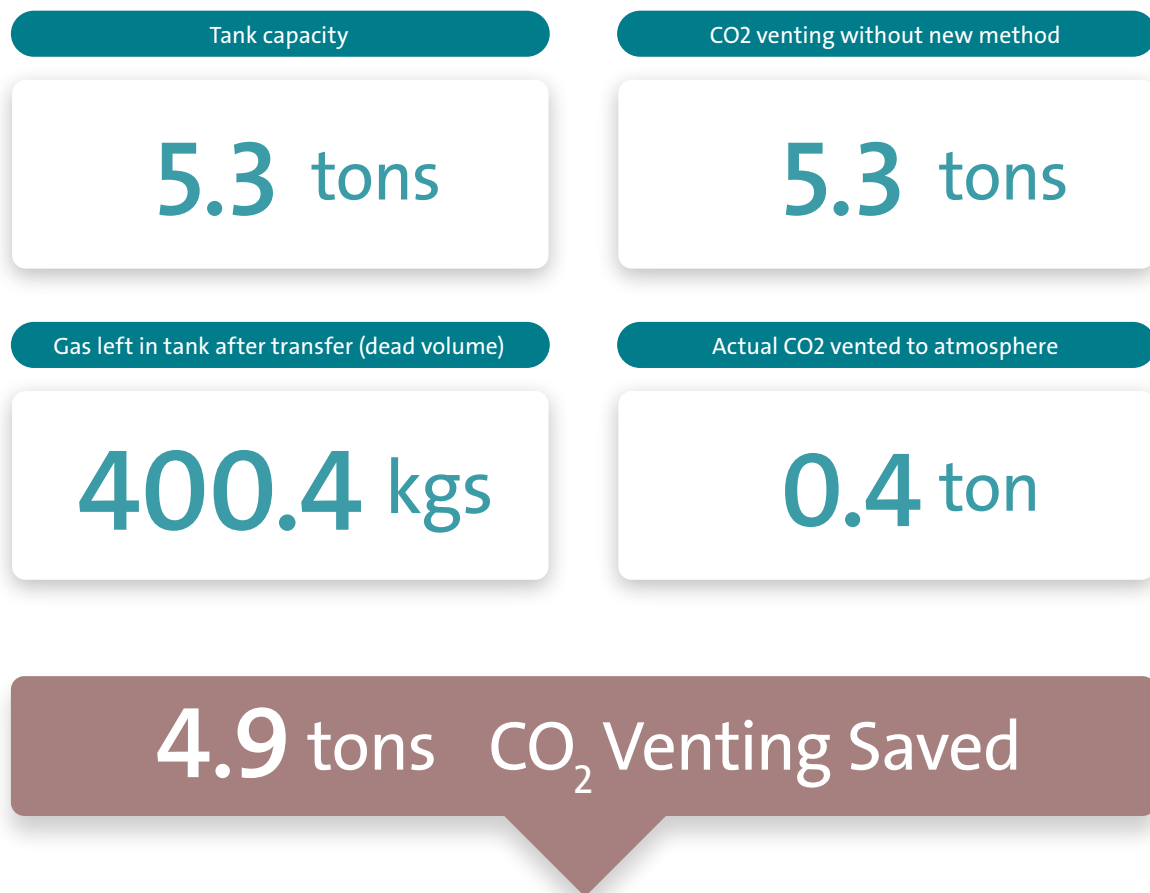 Tank capacity
CO2 venting without new method
5.3 tons
5.3 tons
Gas left in tank after transfer (dead volume)
Actual CO2 vented to atmosphere
400.4 kgs
0.4 ton
4.9 tons CO₂ Venting Saved